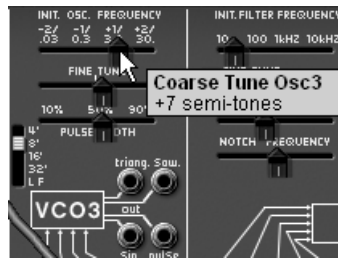 INIT. OSC. FREQUENCY
-2/ -1/ +1/ +2/
.03 0.3 3. 30.
FINE TUNE
10% 50% 90%
PULSE WIDTH
4'
8'
16'
32'
L F
triang. Saw.
VCO3
out
Sin. pulSe
INIT. FILTER FREQUENCY
10 100 1kHZ 10kHZ
Coarse Tune Osc3
+7 semi-tones
NOTCH FREQUENCY